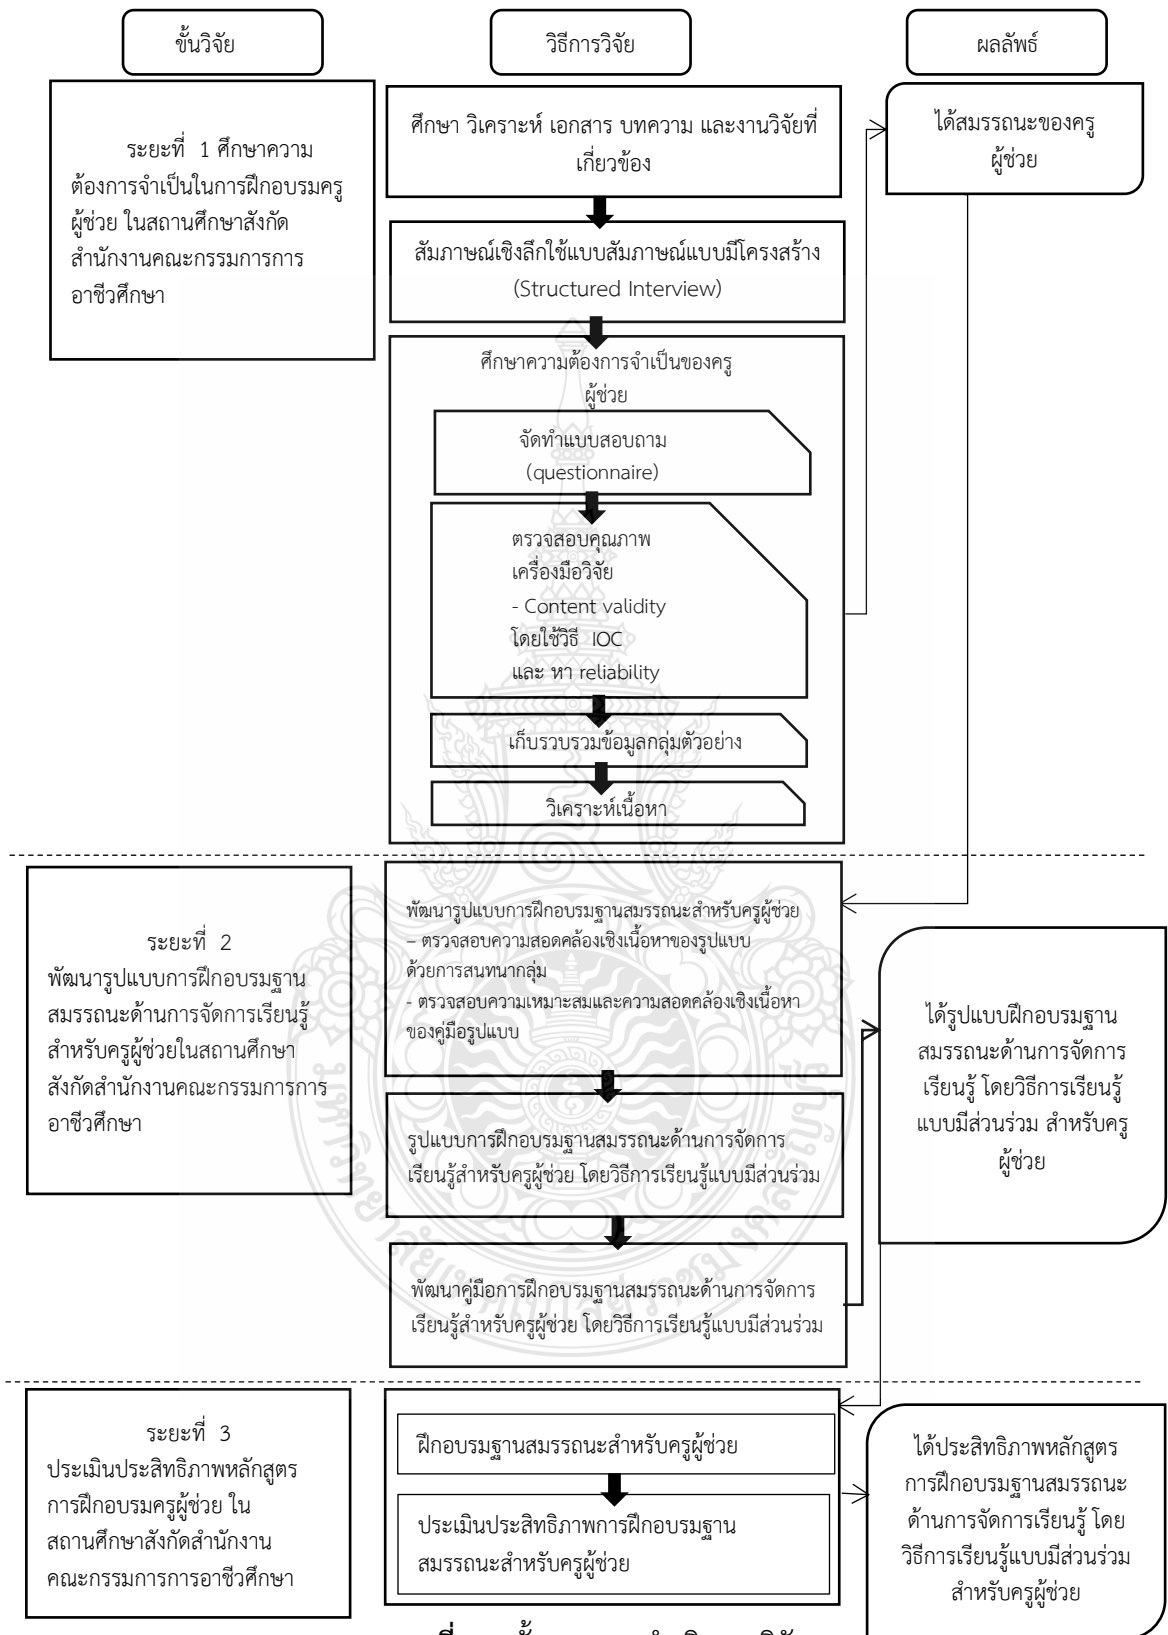 ขั้นวิจัย
วิธีการวิจัย
ผลลัพธ์
ระยะที่ 1 ศึกษาความ
ต้องการจำเป็นในการฝึกอบรมครู
ผู้ช่วย ในสถานศึกษาสังกัด
สำนักงานคณะกรรมการการ
อาชีวศึกษา
ศึกษา วิเคราะห์ เอกสาร บทความ และงานวิจัยที่
เกี่ยวข้อง
สัมภาษณ์เชิงลึกใช้แบบสัมภาษณ์แบบมีโครงสร้าง
(Structured Interview)
ศึกษาความต้องการจำเป็นของครู
ผู้ช่วย
จัดทำแบบสอบถาม
(questionnaire)
ตรวจสอบคุณภาพ
เครื่องมือวิจัย
- Content validity
โดยใช้วิธี IOC
และ หา reliability
เก็บรวบรวมข้อมูลกลุ่มตัวอย่าง
วิเคราะห์เนื้อหา
ได้สมรรถนะของครู
ผู้ช่วย
ระยะที่ 2
พัฒนารูปแบบการฝึกอบรมฐาน
สมรรถนะด้านการจัดการเรียนรู้
สำหรับครูผู้ช่วยในสถานศึกษา
สังกัดสำนักงานคณะกรรมการการ
อาชีวศึกษา
พัฒนารูปแบบการฝึกอบรมฐานสมรรถนะสำหรับครูผู้ช่วย
– ตรวจสอบความสอดคล้องเชิงเนื้อหาของรูปแบบ
ด้วยการสนทนากลุ่ม
- ตรวจสอบความเหมาะสมและความสอดคล้องเชิงเนื้อหา
ของคู่มือรูปแบบ
รูปแบบการฝึกอบรมฐานสมรรถนะด้านการจัดการ
เรียนรู้สำหรับครูผู้ช่วย โดยวิธีการเรียนรู้แบบมีส่วนร่วม
พัฒนาคู่มือการฝึกอบรมฐานสมรรถนะด้านการจัดการ
เรียนรู้สำหรับครูผู้ช่วย โดยวิธีการเรียนรู้แบบมีส่วนร่วม
ได้รูปแบบฝึกอบรมฐาน
สมรรถนะด้านการจัดการ
เรียนรู้ โดยวิธีการเรียนรู้
แบบมีส่วนร่วม สำหรับครู
ผู้ช่วย
มหาวิทยาลัยเทคโนโลยีราชมงคลธัญบุรี
ระยะที่ 3
ประเมินประสิทธิภาพหลักสูตร
การฝึกอบรมครูผู้ช่วย ใน
สถานศึกษาสังกัดสำนักงาน
คณะกรรมการการอาชีวศึกษา
ฝึกอบรมฐานสมรรถนะสำหรับครูผู้ช่วย
ประเมินประสิทธิภาพการฝึกอบรมฐาน
สมรรถนะสำหรับครูผู้ช่วย
ได้ประสิทธิภาพหลักสูตร
การฝึกอบรมฐานสมรรถนะ
ด้านการจัดการเรียนรู้ โดย
วิธีการเรียนรู้แบบมีส่วนร่วม
สำหรับครูผู้ช่วย